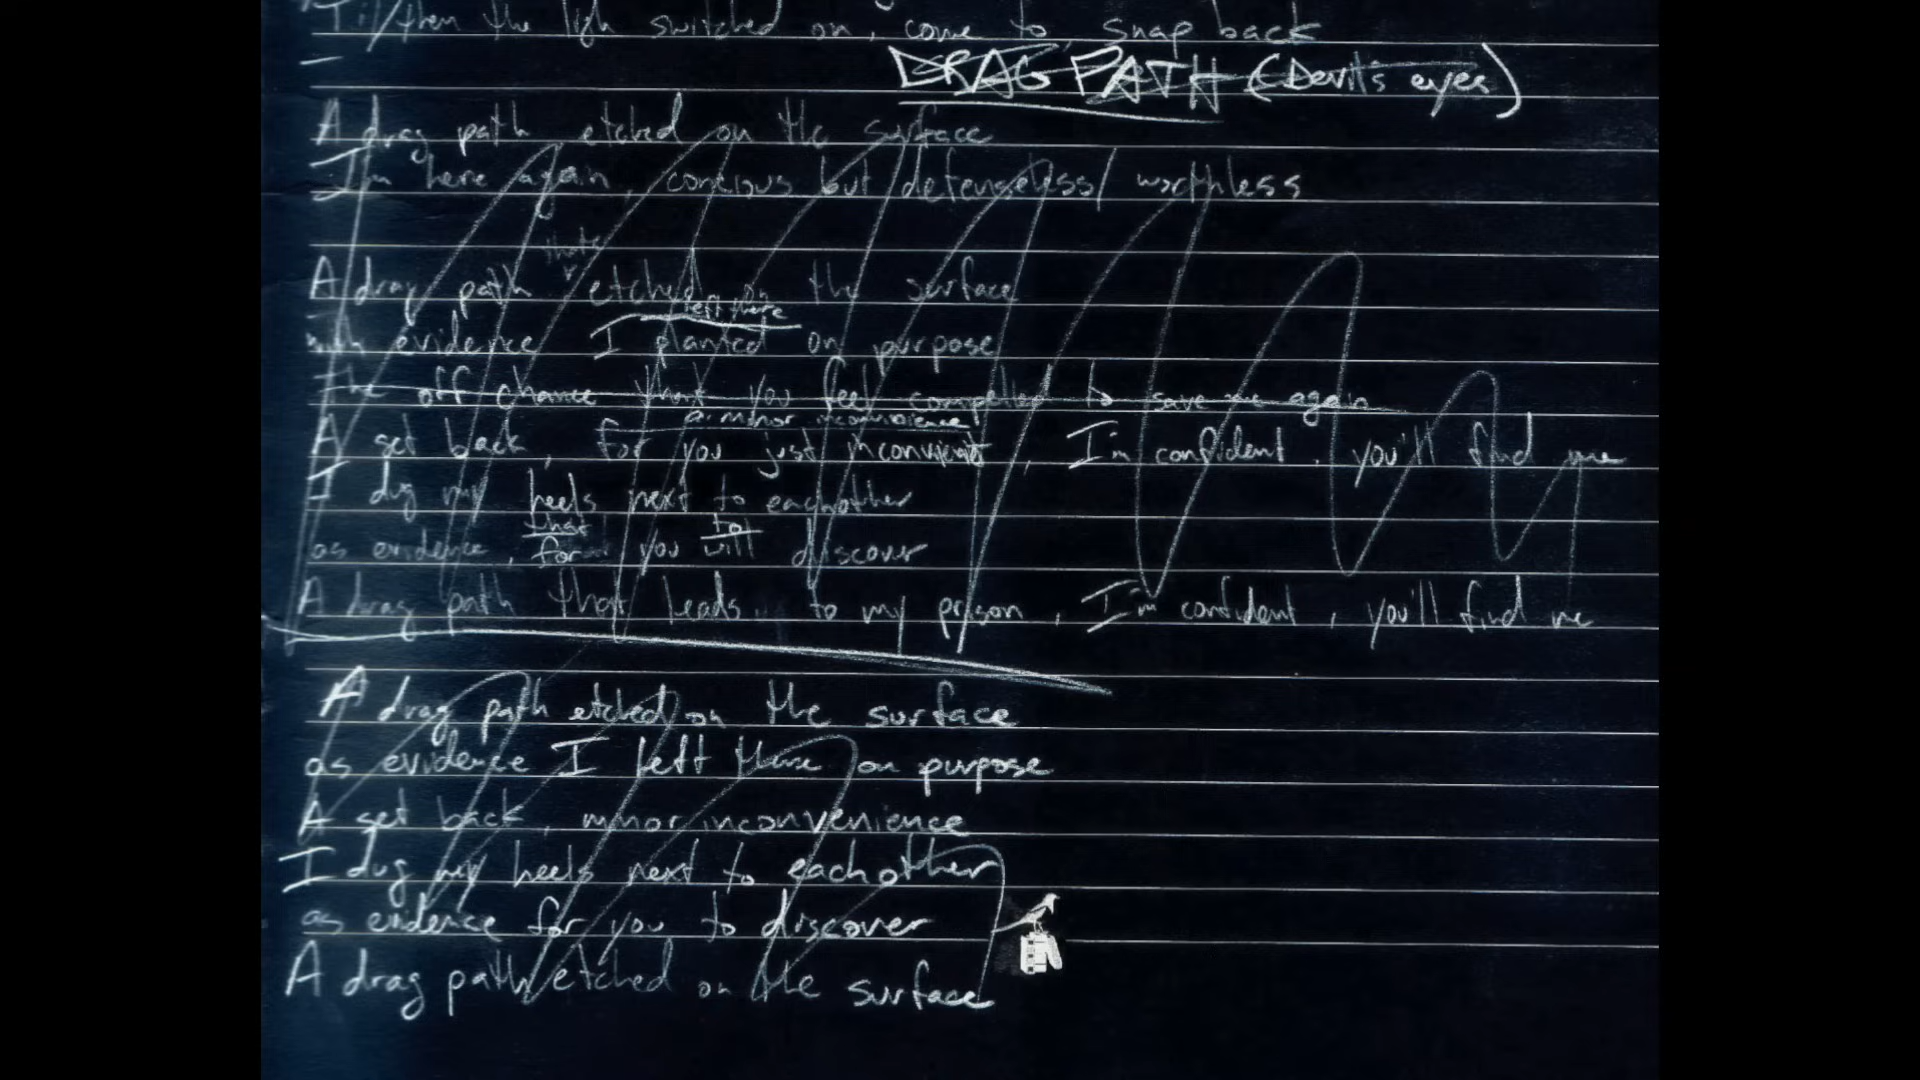 Til/then the ligh switched on, come to, snap back
DRAG PATH (Devil's eyes)
A drag path etched on the surface
I'm here again, concious but /defenseless/ worthless
that's
A drag path etched on the surface
left there
with evidence I planted on purpose
The off chance that you feel compelled to save me again
a minor inconvienience
A set back, for you just inconvient, I'm confident, you'll find me
I dug my heels next to eachother
that to
as evidence, for you will discover
A drag path that leads to my prison, I'm confident, you'll find me
A drag path etched on the surface
as evidence I left there on purpose
A set back, minor inconvenience
I dug my heels next to eachother
as evidence for you to discover
A drag path etched on the surface